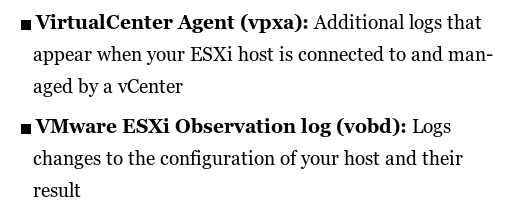 ■ VirtualCenter Agent (vpxa): Additional logs that
appear when your ESXi host is connected to and man-
aged by a vCenter
■ VMware ESXi Observation log (vobd): Logs
changes to the configuration of your host and their
result